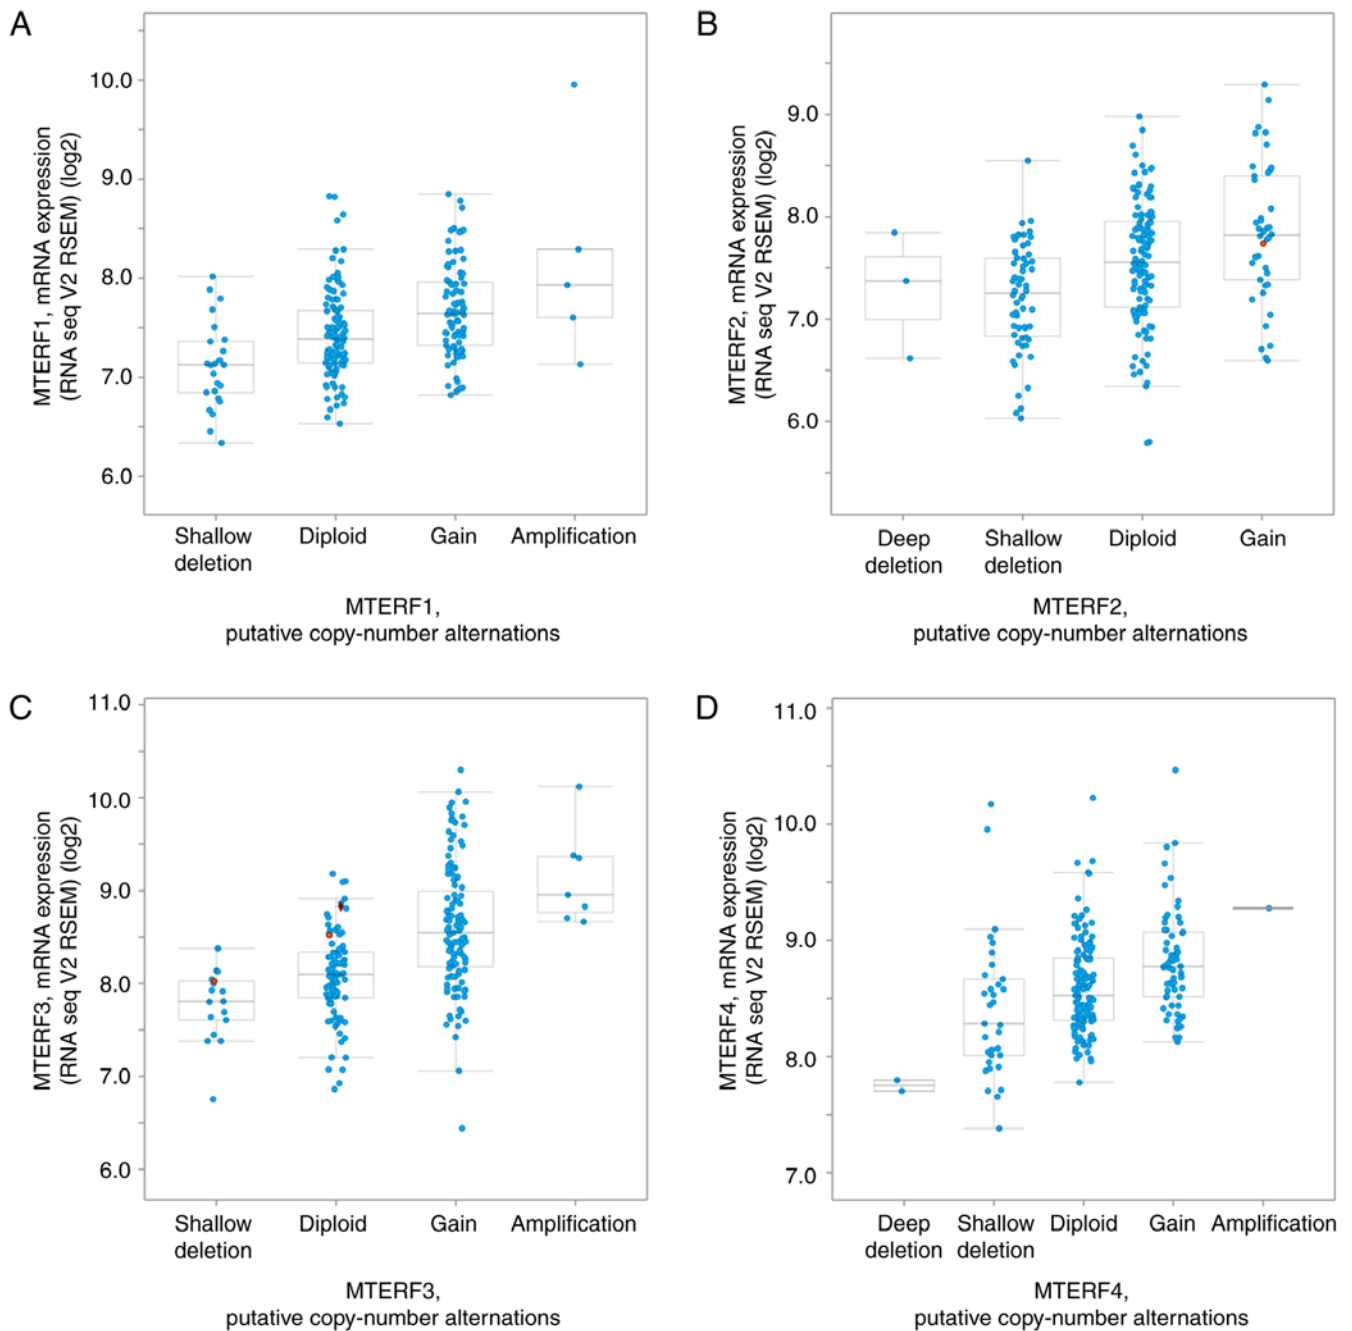 A
MTERF1, mRNA expression
(RNA seq V2 RSEM) (log2)
10.0
9.0
8.0
7.0
6.0
Shallow deletion
Diploid
Gain
Amplification
MTERF1,
putative copy-number alternations
B
MTERF2, mRNA expression
(RNA seq V2 RSEM) (log2)
9.0
8.0
7.0
6.0
Deep deletion
Shallow deletion
Diploid
Gain
MTERF2,
putative copy-number alternations
C
MTERF3, mRNA expression
(RNA seq V2 RSEM) (log2)
11.0
10.0
9.0
8.0
7.0
6.0
Shallow deletion
Diploid
Gain
Amplification
MTERF3,
putative copy-number alternations
D
MTERF4, mRNA expression
(RNA seq V2 RSEM) (log2)
11.0
10.0
9.0
8.0
7.0
Deep deletion
Shallow deletion
Diploid
Gain
Amplification
MTERF4,
putative copy-number alternations